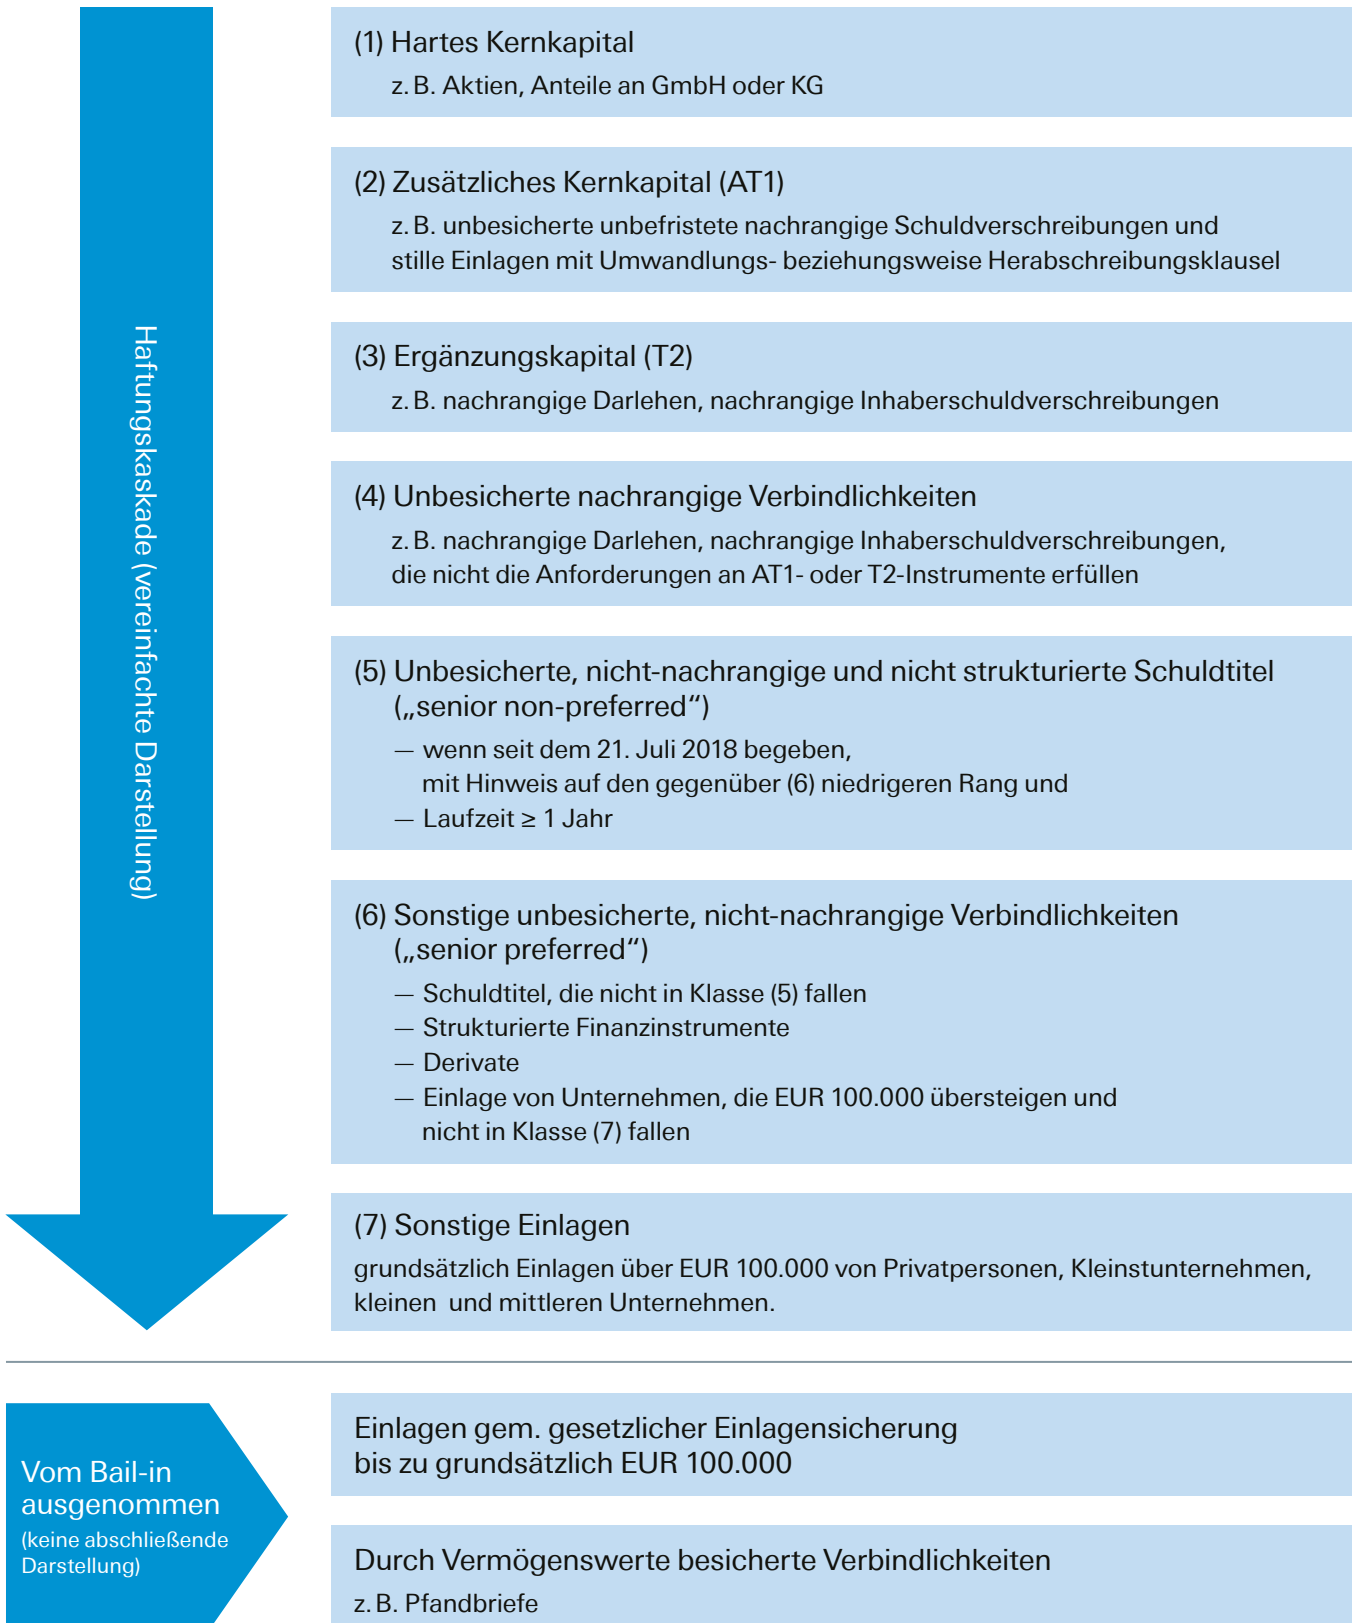 Haftungskaskade (vereinfachte Darstellung)
(1) Hartes Kernkapital
z. B. Aktien, Anteile an GmbH oder KG
(2) Zusätzliches Kernkapital (AT1)
z. B. unbesicherte unbefristete nachrangige Schuldverschreibungen und
stille Einlagen mit Umwandlungs- beziehungsweise Herabschreibungsklausel
(3) Ergänzungskapital (T2)
z. B. nachrangige Darlehen, nachrangige Inhaberschuldverschreibungen
(4) Unbesicherte nachrangige Verbindlichkeiten
z. B. nachrangige Darlehen, nachrangige Inhaberschuldverschreibungen,
die nicht die Anforderungen an AT1- oder T2-Instrumente erfüllen
(5) Unbesicherte, nicht-nachrangige und nicht strukturierte Schuldtitel
(„senior non-preferred“)
— wenn seit dem 21. Juli 2018 begeben,
mit Hinweis auf den gegenüber (6) niedrigeren Rang und
— Laufzeit ≥ 1 Jahr
(6) Sonstige unbesicherte, nicht-nachrangige Verbindlichkeiten
(„senior preferred“)
— Schuldtitel, die nicht in Klasse (5) fallen
— Strukturierte Finanzinstrumente
— Derivate
— Einlage von Unternehmen, die EUR 100.000 übersteigen und
nicht in Klasse (7) fallen
(7) Sonstige Einlagen
grundsätzlich Einlagen über EUR 100.000 von Privatpersonen, Kleinstunternehmen,
kleinen und mittleren Unternehmen.
Vom Bail-in
ausgenommen
(keine abschließende
Darstellung)
Einlagen gem. gesetzlicher Einlagensicherung
bis zu grundsätzlich EUR 100.000
Durch Vermögenswerte besicherte Verbindlichkeiten
z. B. Pfandbriefe